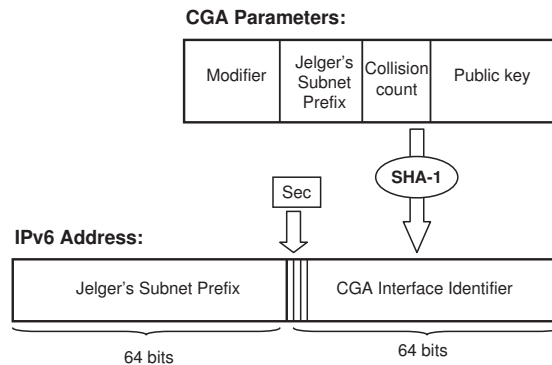 CGA Parameters:
Modifier
Jelger's
Subnet
Prefix
Collision
count
Public key
SHA-1
Sec
IPv6 Address:
Jelger's Subnet Prefix
CGA Interface Identifier
64 bits
64 bits